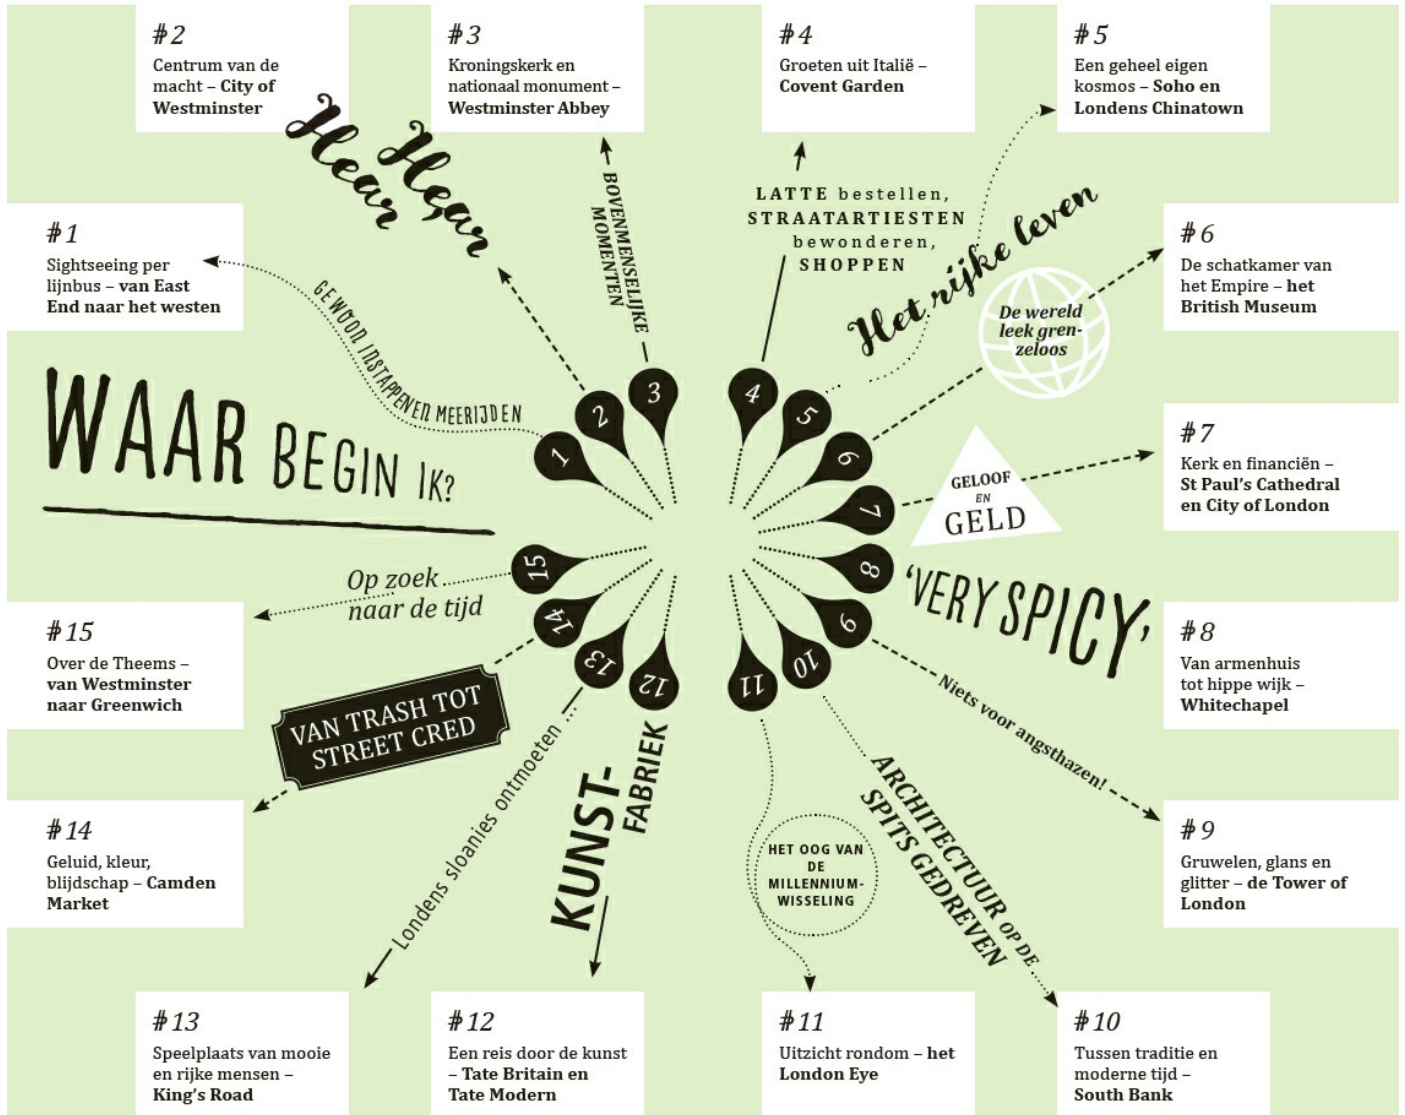 #2
Centrum van de
macht – City of
Westminster
#3
Kroningskerk en
nationaal monument –
Westminster Abbey
#4
Groeten uit Italië –
Covent Garden
#5
Een geheel eigen
kosmos – Soho en
Londens Chinatown
Hear
Hear,
BOVENMENSELIJKE
MOMENTEN
LATTE bestellen,
STRAATARTIESTEN
bewonderen,
SHOPPEN
Het rijke leven
#1
Sightseeing per
lijnbus – van East
End naar het westen
GEWOON INSTAPPEN EN MEERIJDEN
#6
De schatkamer van
het Empire – het
British Museum
De wereld
leek gren-
zeloos
WAAR BEGIN IK?
1
2
3
4
5
6
7
8
9
10
11
12
13
14
15
#7
Kerk en financiën –
St Paul's Cathedral
en City of London
GELOOF
EN
GELD
'VERY SPICY'
Op zoek
naar de tijd
#15
Over de Theems –
van Westminster
naar Greenwich
#8
Van armenhuis
tot hippe wijk –
Whitechapel
VAN TRASH TOT
STREET CRED
Londens sloanies ontmoeten ...
KUNST-
FABRIEK
HET OOG VAN
DE
MILLENNIUM-
WISSELING
ARCHITECTUUR OP DE
SPITS GEDREVEN
Niets voor angsthazen!
#14
Geluid, kleur,
blijdschap – Camden
Market
#9
Gruwelen, glans en
glitter – de Tower of
London
#13
Speelplaats van mooie
en rijke mensen –
King's Road
#12
Een reis door de kunst
– Tate Britain en
Tate Modern
#11
Uitzicht rondom – het
London Eye
#10
Tussen traditie en
moderne tijd –
South Bank